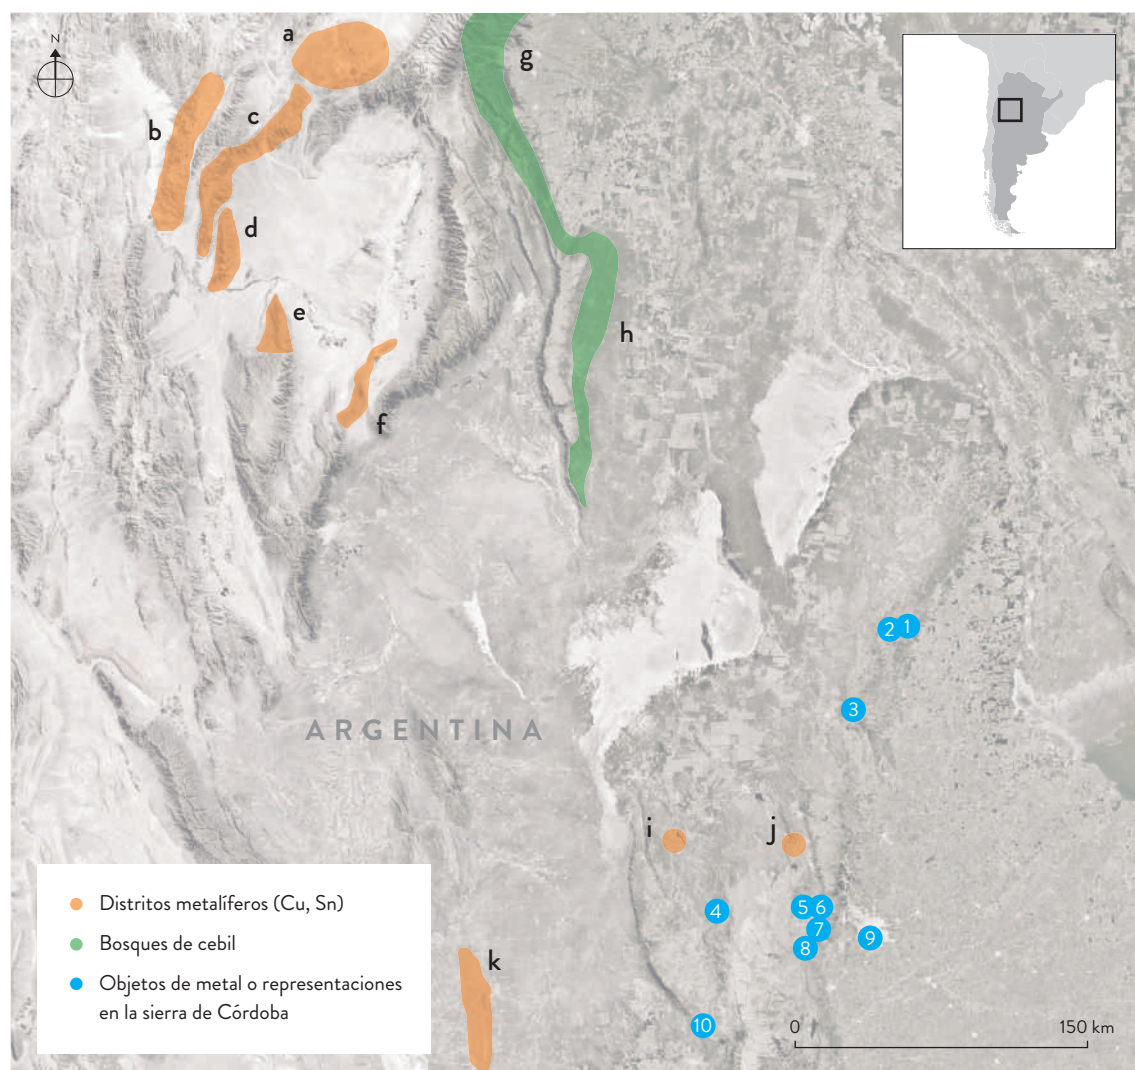 N
a
g
b
c
d
e
h
f
2 1
3
ARGENTINA
i
j
4
5 6
7
9
8
k
10
0 150 km
Distritos metalíferos (Cu, Sn)
Bosques de cebil
Objetos de metal o representaciones
en la sierra de Córdoba